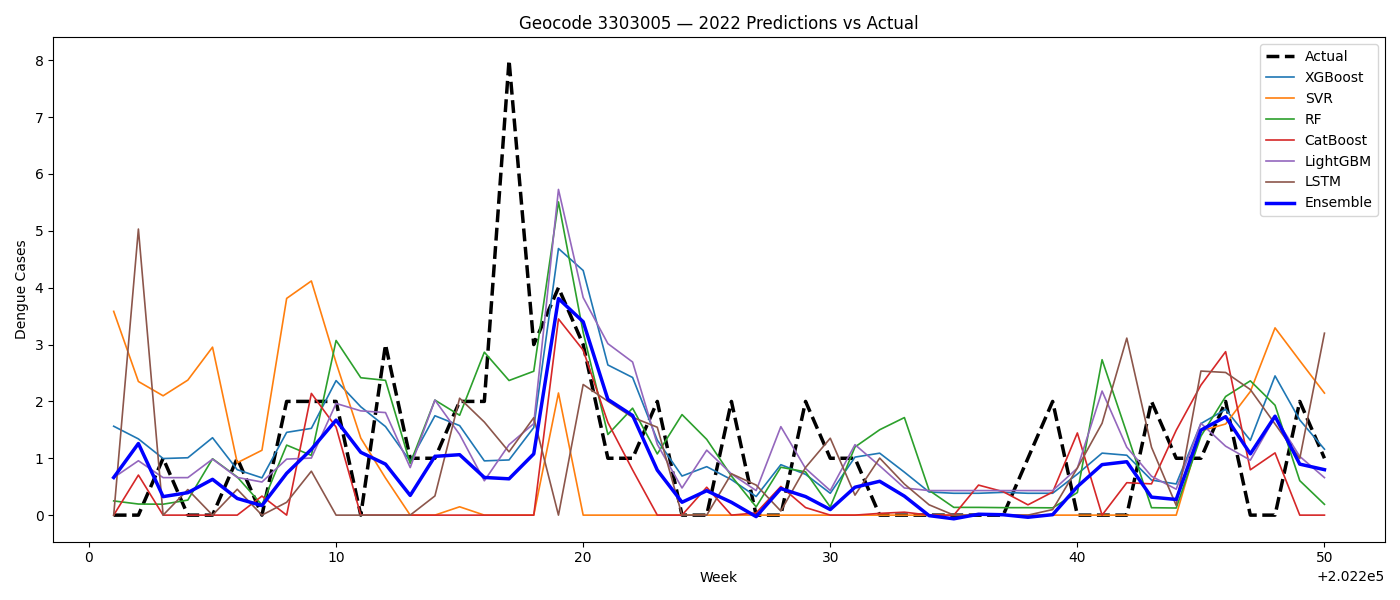 Geocode 3303005 — 2022 Predictions vs Actual
Dengue Cases
8
7
6
5
4
3
2
1
0
Actual
XGBoost
SVR
RF
CatBoost
LightGBM
LSTM
Ensemble
0 10 20 30 40 50
Week
+2.022e5